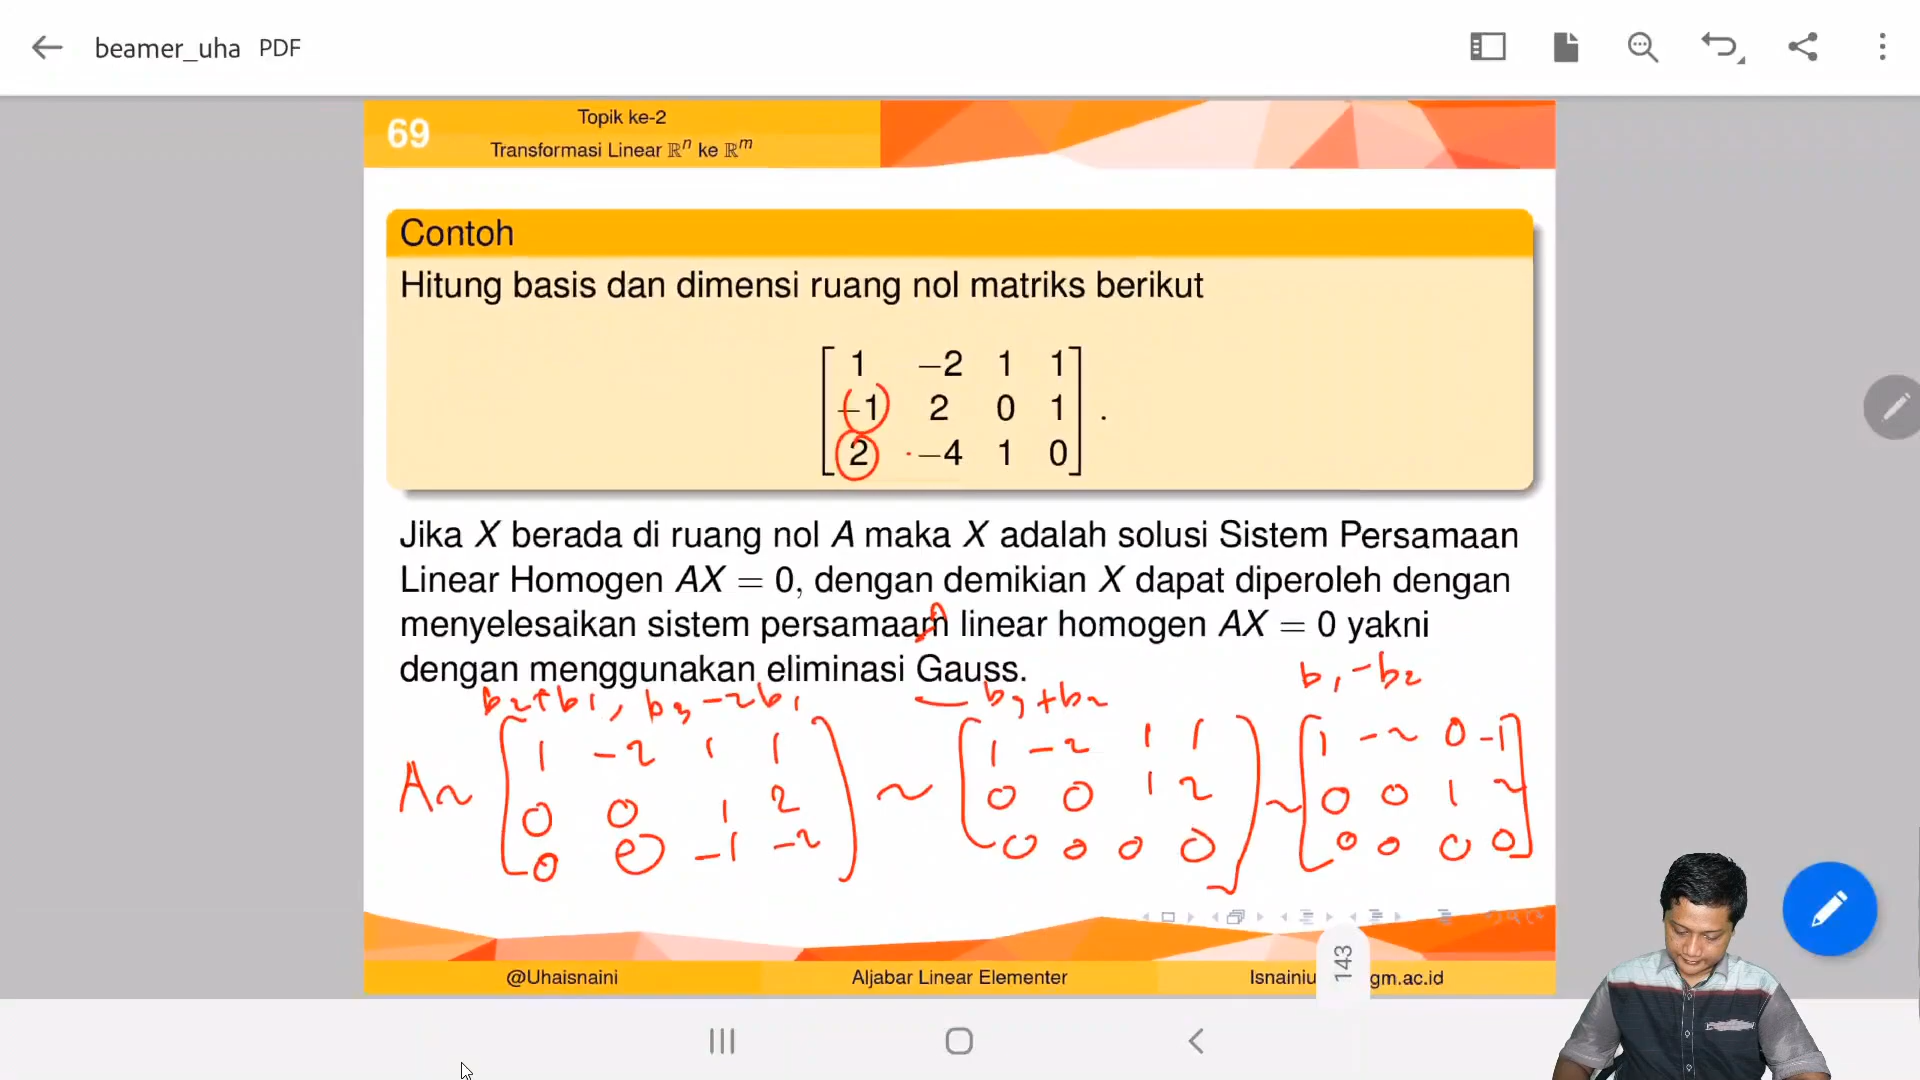 beamer_uha PDF
69
Topik ke-2
Transformasi Linear ℝⁿ ke ℝᵐ
Contoh
Hitung basis dan dimensi ruang nol matriks berikut
1 −2 1 1
−1 2 0 1 .
2 −4 1 0
Jika X berada di ruang nol A maka X adalah solusi Sistem Persamaan
Linear Homogen AX = 0, dengan demikian X dapat diperoleh dengan
menyelesaikan sistem persamaam linear homogen AX = 0 yakni
dengan menggunakan eliminasi Gauss.
n
b₂+b₁, b₃−2b₁
b₃+b₂
b₁−b₂
A~ [1 −2 1 1
0 0 1 2
0 0 −1 −2]
~ [1 −2 1 1
0 0 1 2
0 0 0 0]
~ [1 −2 0 −1
0 0 1 2
0 0 0 0]
@Uhaisnaini
Aljabar Linear Elementer
Isnainiu
gm.ac.id
143